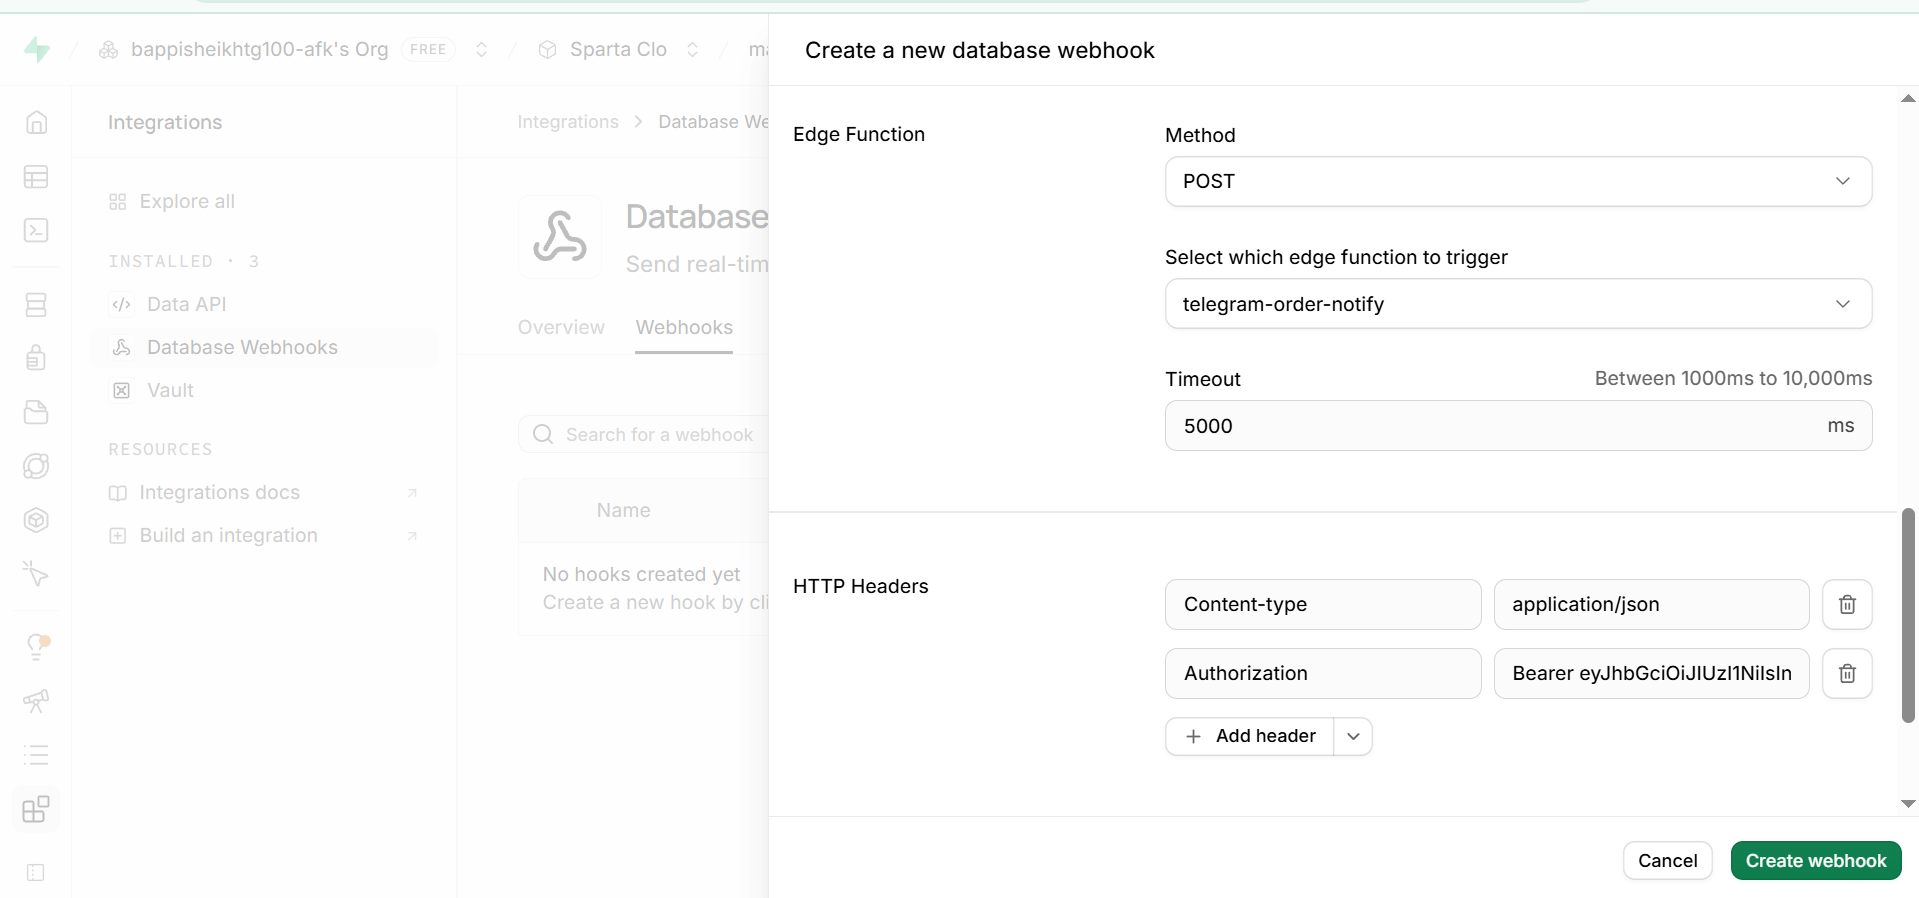 bappisheikhtg100-afk's Org FREE Sparta Clo ma
Create a new database webhook
Integrations
Explore all
INSTALLED · 3
Data API
Database Webhooks
Vault
RESOURCES
Integrations docs
Build an integration
Integrations > Database We
Database
Send real-tim
Overview Webhooks
Search for a webhook
Name
No hooks created yet
Create a new hook by cli
Edge Function
Method
POST
Select which edge function to trigger
telegram-order-notify
Timeout Between 1000ms to 10,000ms
5000 ms
HTTP Headers
Content-type application/json
Authorization Bearer eyJhbGciOiJIUzI1NiIsIn
Add header
Cancel Create webhook